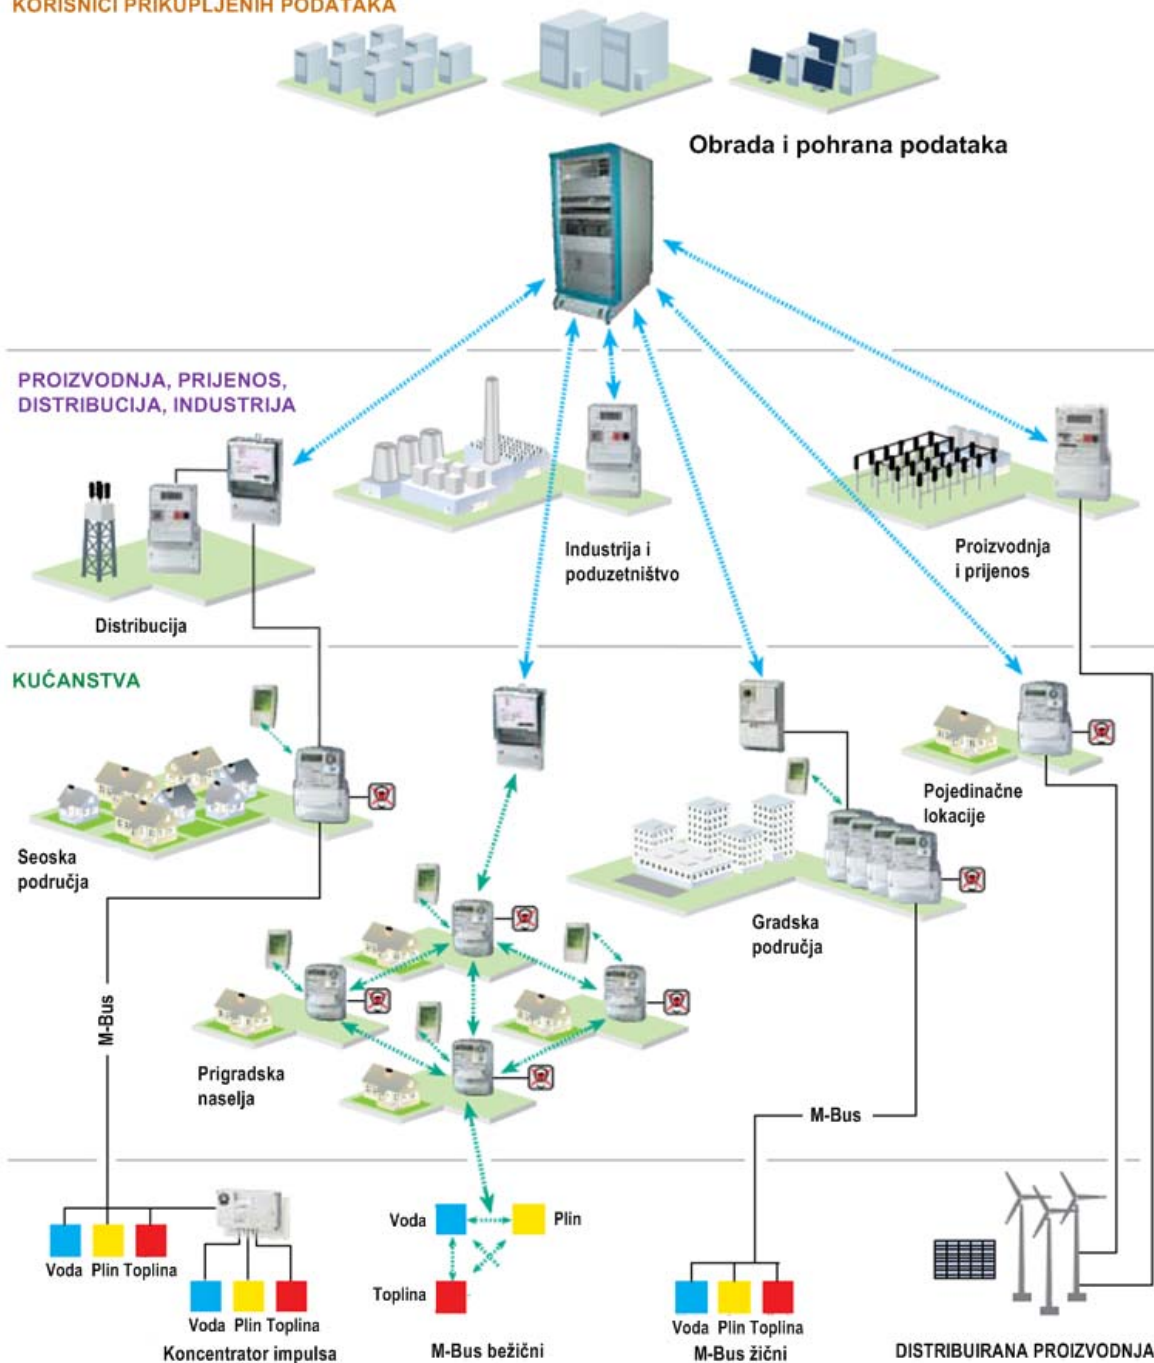 KORISNICI PRIKUPLJENIH PODATAKA
Obrada i pohrana podataka
PROIZVODNJA, PRIJENOS,
DISTRIBUCIJA, INDUSTRIJA
Industrija i
poduzetništvo
Proizvodnja
i prijenos
Distribucija
KUĆANSTVA
Seoska
područja
Pojedinačne
lokacije
Gradska
područja
Prigradska
naselja
M-Bus
M-Bus
Voda Plin Toplina
Voda Plin Toplina
Koncentrator impulsa
Voda
Plin
Toplina
M-Bus bežični
Voda Plin Toplina
M-Bus žični
DISTRIBUIRANA PROIZVODNJA